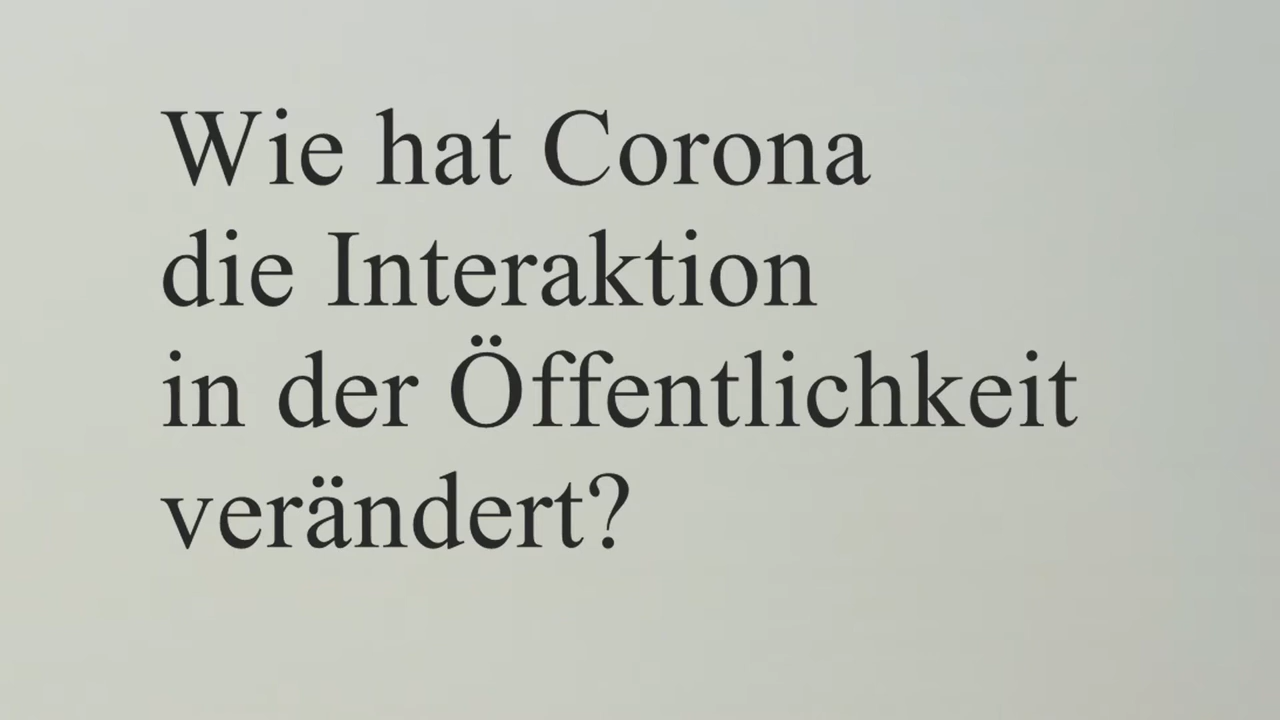 Wie hat Corona
die Interaktion
in der Öffentlichkeit
verändert?